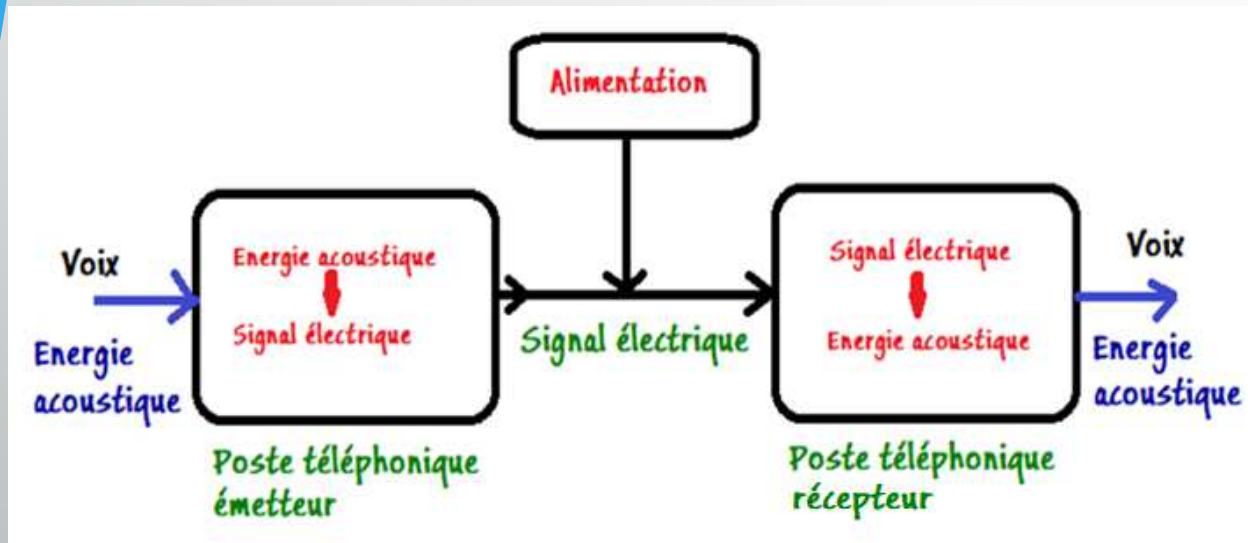 Alimentation
Voix
Energie
acoustique
Energie acoustique
Signal électrique
Poste téléphonique
émetteur
Signal électrique
Signal électrique
Energie acoustique
Poste téléphonique
récepteur
Voix
Energie
acoustique